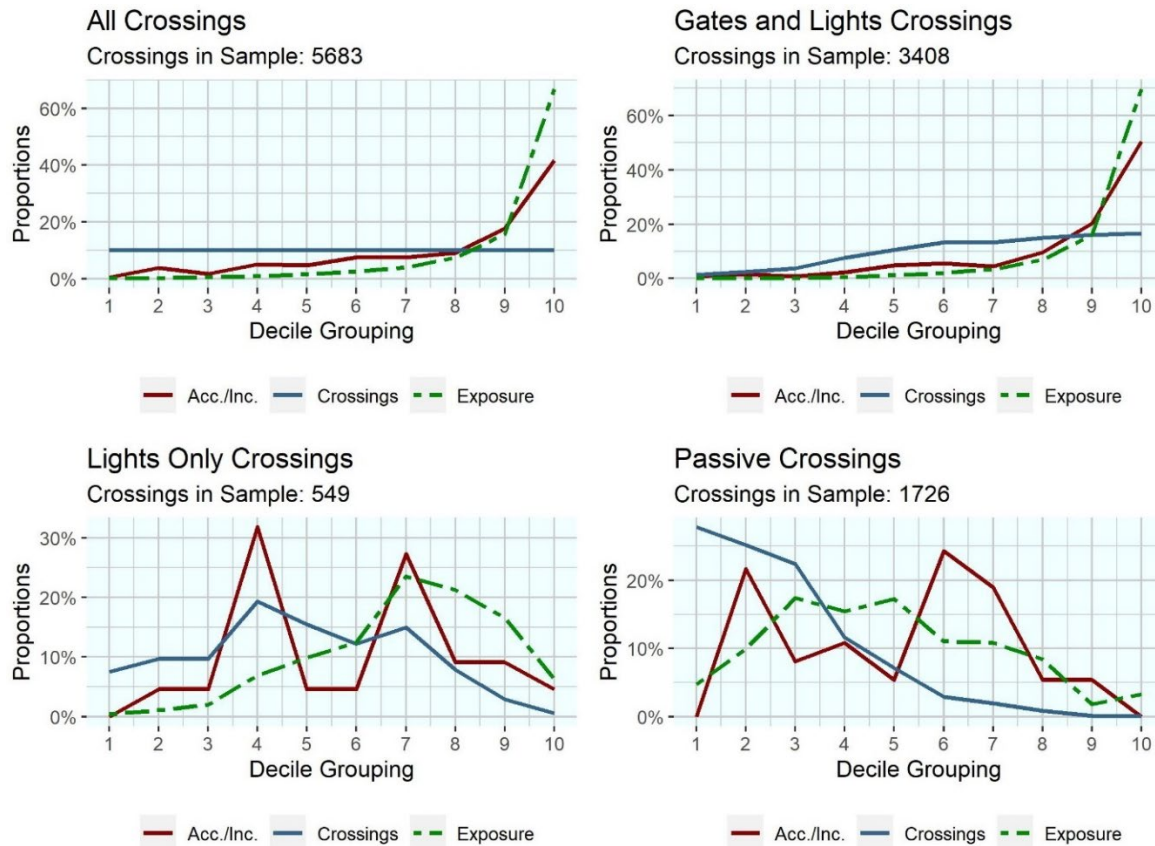 All Crossings
Crossings in Sample: 5683
Proportions
60%
40%
20%
0%
1 2 3 4 5 6 7 8 9 10
Decile Grouping
Acc./Inc. Crossings Exposure
Gates and Lights Crossings
Crossings in Sample: 3408
Proportions
60%
40%
20%
0%
1 2 3 4 5 6 7 8 9 10
Decile Grouping
Acc./Inc. Crossings Exposure
Lights Only Crossings
Crossings in Sample: 549
Proportions
30%
20%
10%
0%
1 2 3 4 5 6 7 8 9 10
Decile Grouping
Acc./Inc. Crossings Exposure
Passive Crossings
Crossings in Sample: 1726
Proportions
20%
10%
0%
1 2 3 4 5 6 7 8 9 10
Decile Grouping
Acc./Inc. Crossings Exposure